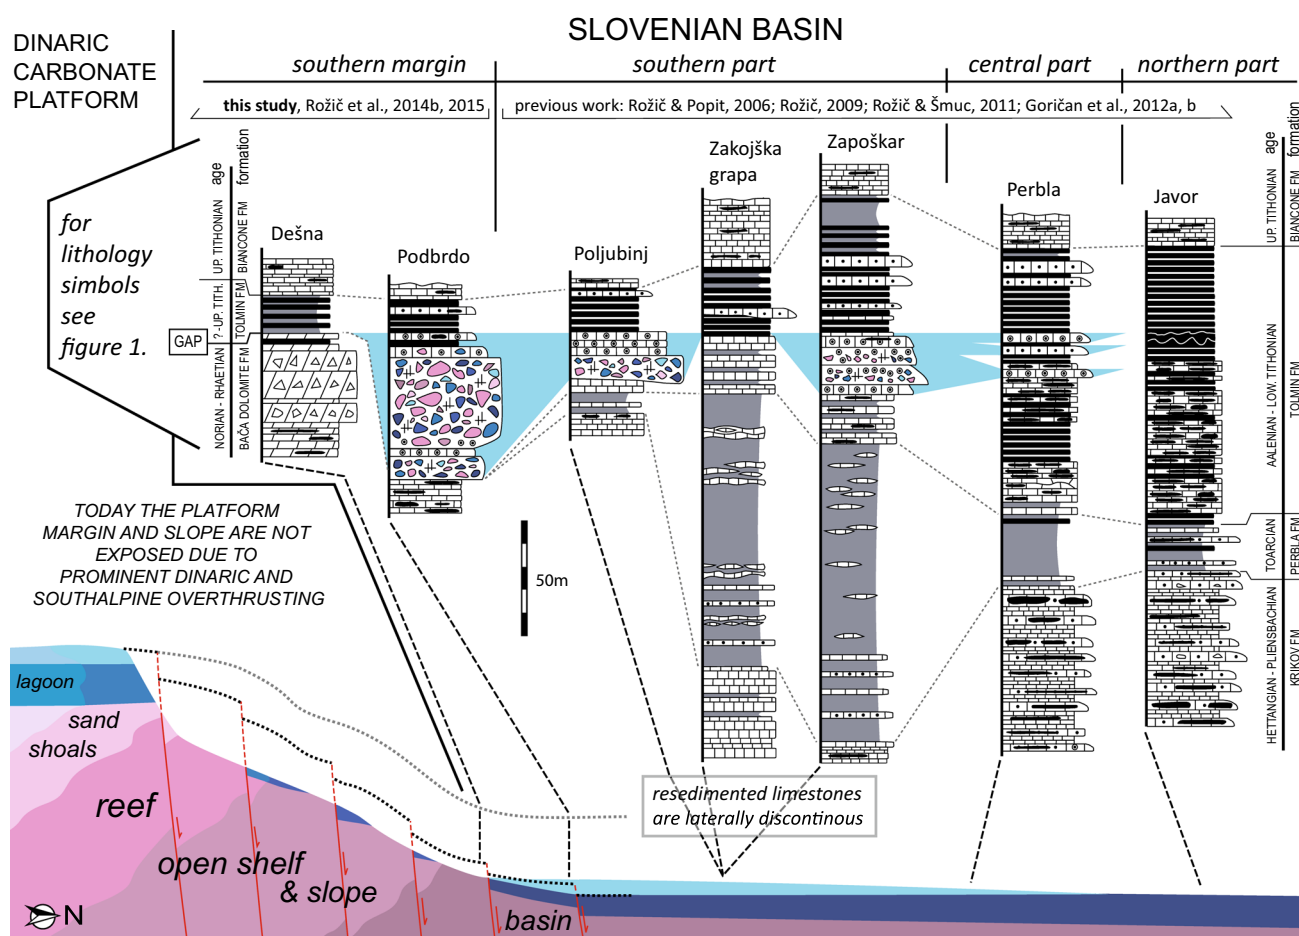 SLOVENIAN BASIN
DINARIC
CARBONATE
PLATFORM
southern margin
southern part
central part
northern part
this study, Rožič et al., 2014b, 2015
previous work: Rožič & Popit, 2006; Rožič, 2009; Rožič & Šmuc, 2011; Goričan et al., 2012a, b
for
lithology
simbols
see
figure 1.
age
formation
UP. TITHONIAN
BIANCONE FM
? -UP. TITH.
TOLMIN FM
GAP
NORIAN - RHAETIAN
BAČA DOLOMITE FM
Dešna
Podbrdo
Poljubinj
Zakojška
grapa
Zapoškar
Perbla
Javor
age
formation
UP. TITHONIAN
BIANCONE FM
AALENIAN - LOW. TITHONIAN
TOLMIN FM
TOARCIAN
PERBLA FM
HETTANGIAN - PLIENSBACHIAN
KRIKOV FM
TODAY THE PLATFORM
MARGIN AND SLOPE ARE NOT
EXPOSED DUE TO
PROMINENT DINARIC AND
SOUTHALPINE OVERTHRUSTING
50m
lagoon
sand
shoals
reef
open shelf
& slope
basin
resedimented limestones
are laterally discontinous
N